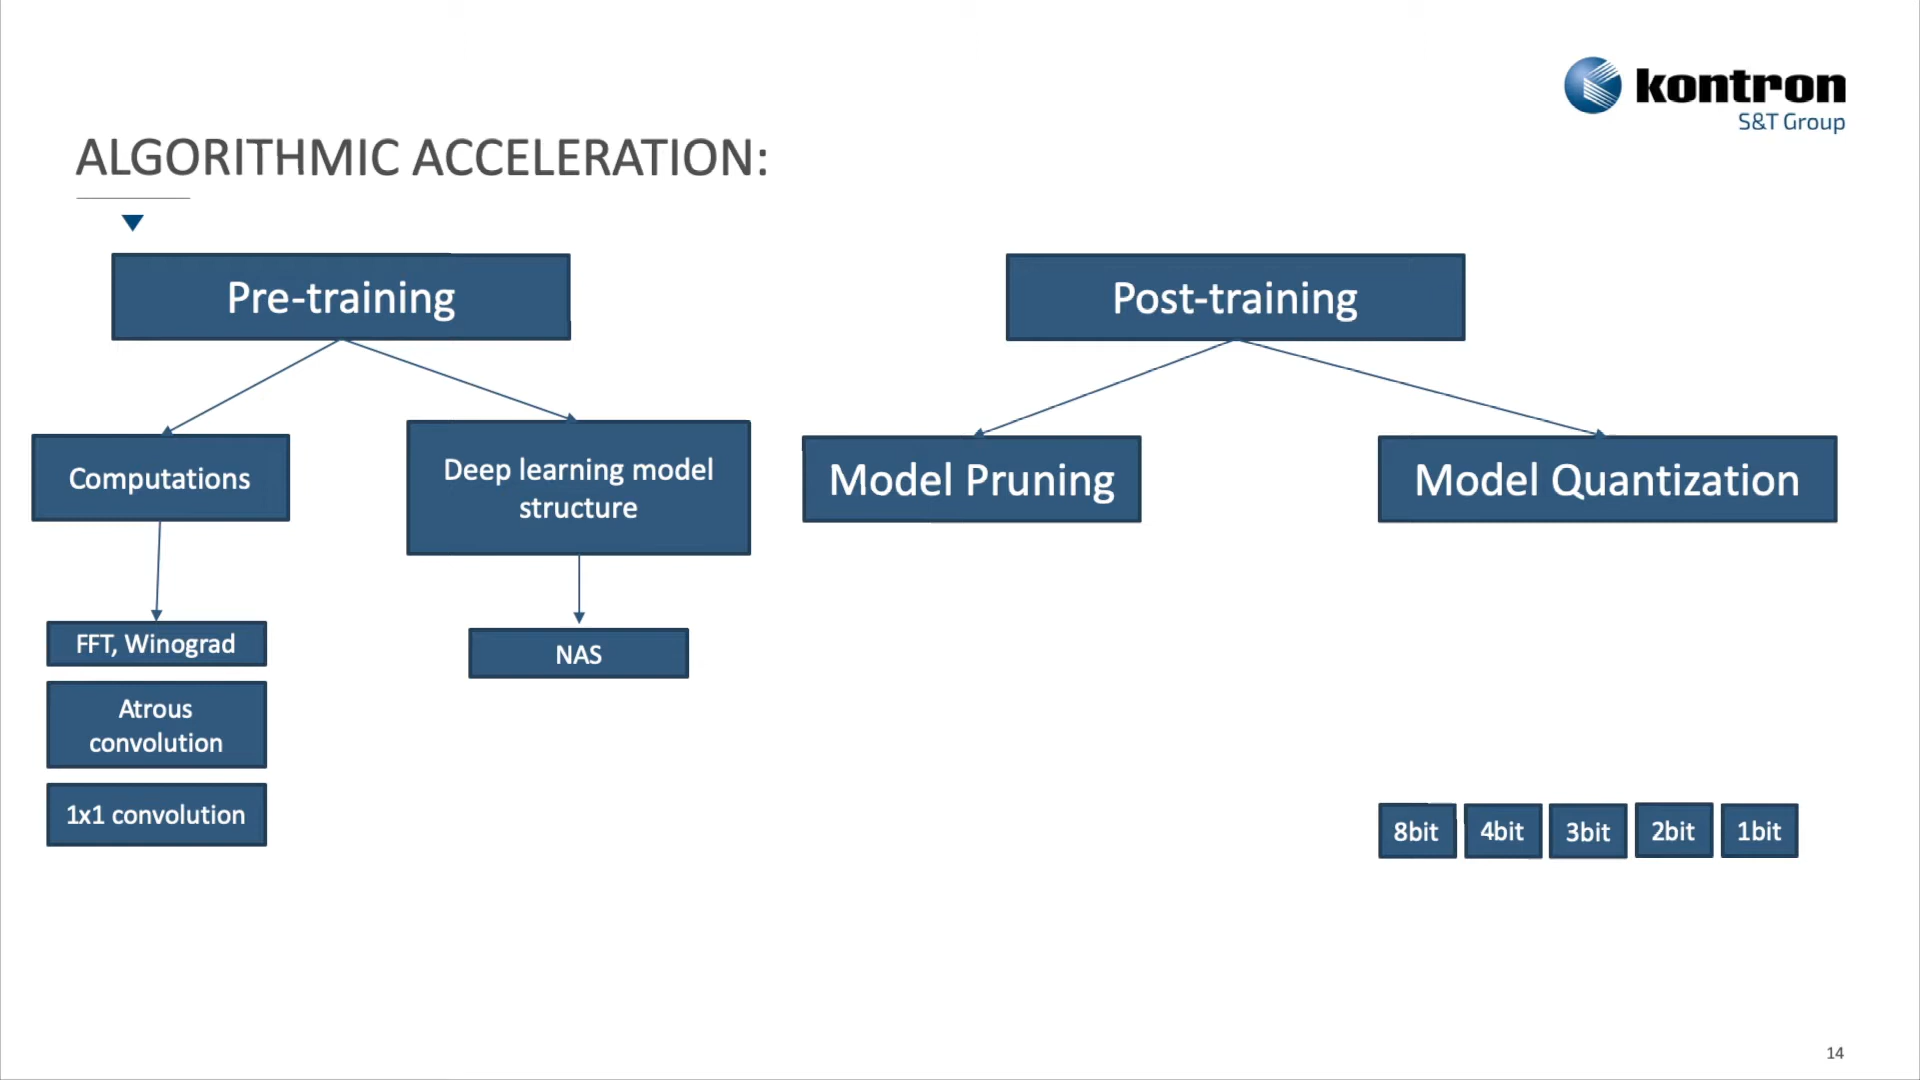 kontron
S&T Group
ALGORITHMIC ACCELERATION:
Pre-training
Post-training
Computations
Deep learning model
structure
Model Pruning
Model Quantization
FFT, Winograd
NAS
Atrous
convolution
1x1 convolution
8bit
4bit
3bit
2bit
1bit
14